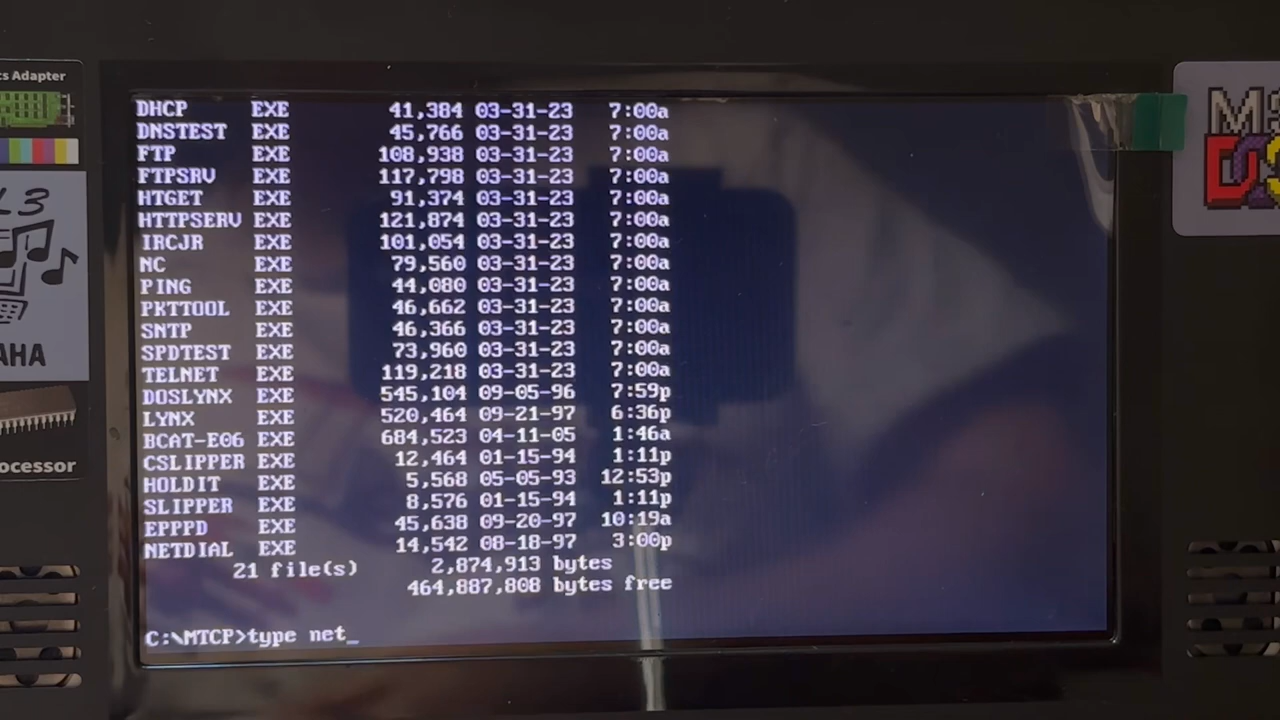 cs Adapter
L3
AHA
ocessor
DHCP EXE 41,384 03-31-23 7:00a
DNSTEST EXE 45,766 03-31-23 7:00a
FTP EXE 108,938 03-31-23 7:00a
FTPSRV EXE 117,798 03-31-23 7:00a
HTGET EXE 91,374 03-31-23 7:00a
HTTPSERV EXE 121,874 03-31-23 7:00a
IRCJR EXE 101,054 03-31-23 7:00a
NC EXE 79,560 03-31-23 7:00a
PING EXE 44,080 03-31-23 7:00a
PKTTOOL EXE 46,662 03-31-23 7:00a
SNTP EXE 46,366 03-31-23 7:00a
SPDTEST EXE 73,960 03-31-23 7:00a
TELNET EXE 119,218 03-31-23 7:00a
DOSLYNX EXE 545,104 09-05-96 7:59p
LYNX EXE 520,464 09-21-97 6:36p
BCAT-E06 EXE 684,523 04-11-05 1:46a
CSLIPPER EXE 12,464 01-15-94 1:11p
HOLDIT EXE 5,568 05-05-93 12:53p
SLIPPER EXE 8,576 01-15-94 1:11p
EPPPD EXE 45,638 09-20-97 10:19a
NETDIAL EXE 14,542 08-18-97 3:00p
21 file(s) 2,874,913 bytes
464,887,808 bytes free
C:\MTCP>type net_